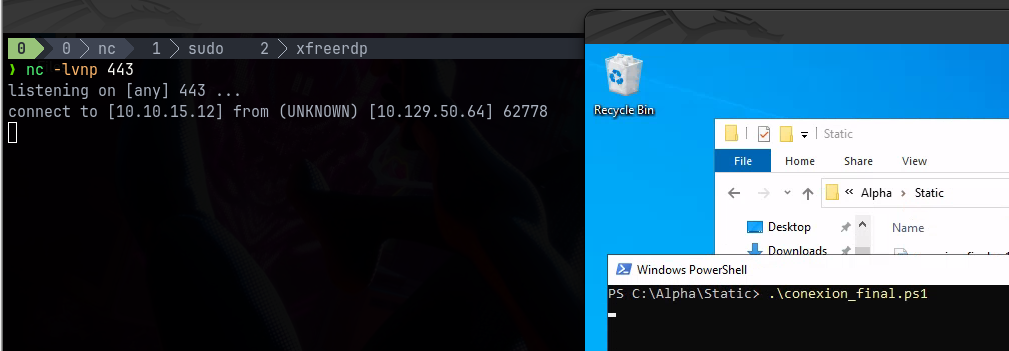 0 0 nc 1 sudo 2 xfreerdp
❯ nc -lvnp 443
listening on [any] 443 ...
connect to [10.10.15.12] from (UNKNOWN) [10.129.50.64] 62778
Recycle Bin
Static
File Home Share View
« Alpha › Static
Desktop Name
Downloads
Windows PowerShell
PS C:\Alpha\Static> .\conexion_final.ps1